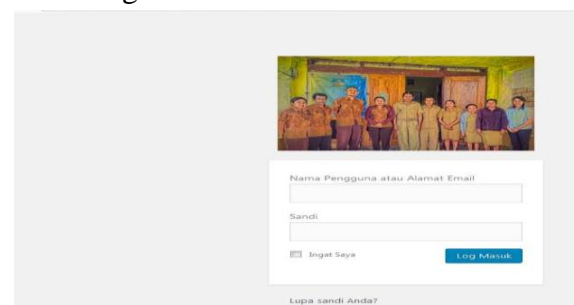 Nama Pengguna atau Alamat Email
Sandi
Ingat Saya
Log Masuk
Lupa sandi Anda?